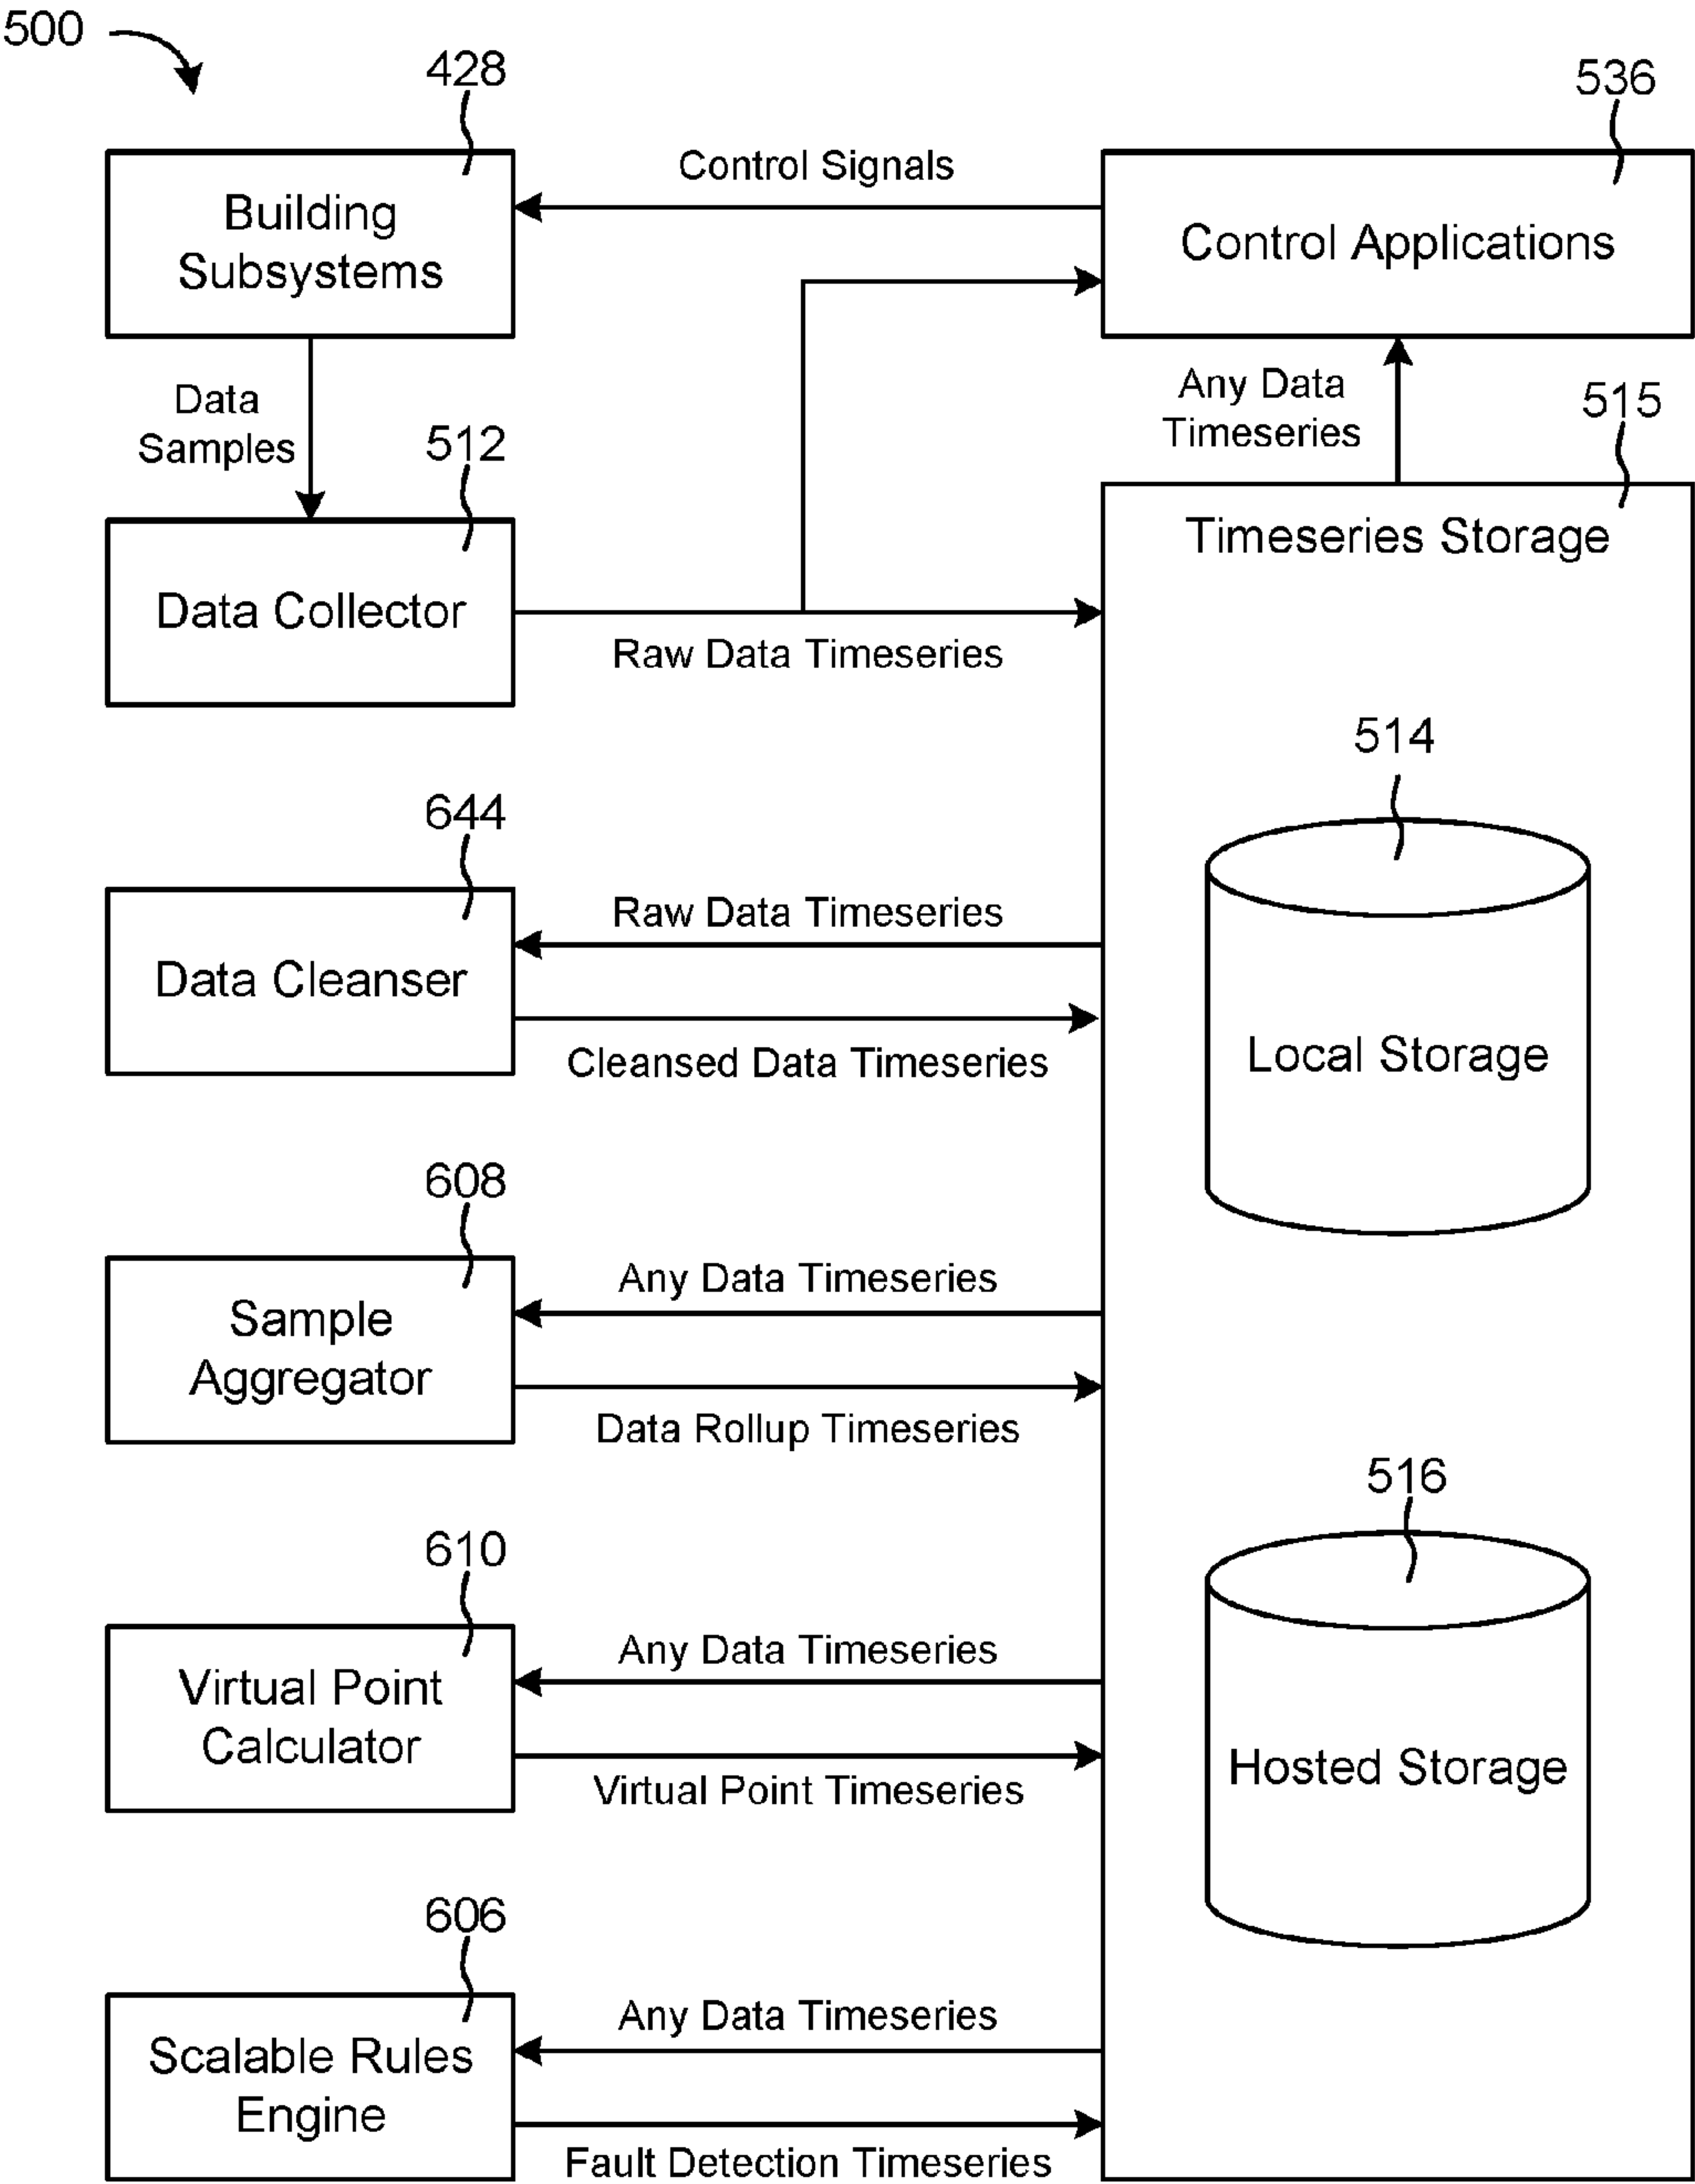 500
428
536
Control Signals
Building
Subsystems
Control Applications
Data
Samples
Any Data
Timeseries
515
512
Timeseries Storage
Data Collector
Raw Data Timeseries
514
644
Raw Data Timeseries
Data Cleanser
Cleansed Data Timeseries
Local Storage
608
Any Data Timeseries
Sample
Aggregator
Data Rollup Timeseries
516
610
Any Data Timeseries
Virtual Point
Calculator
Virtual Point Timeseries
Hosted Storage
606
Any Data Timeseries
Scalable Rules
Engine
Fault Detection Timeseries